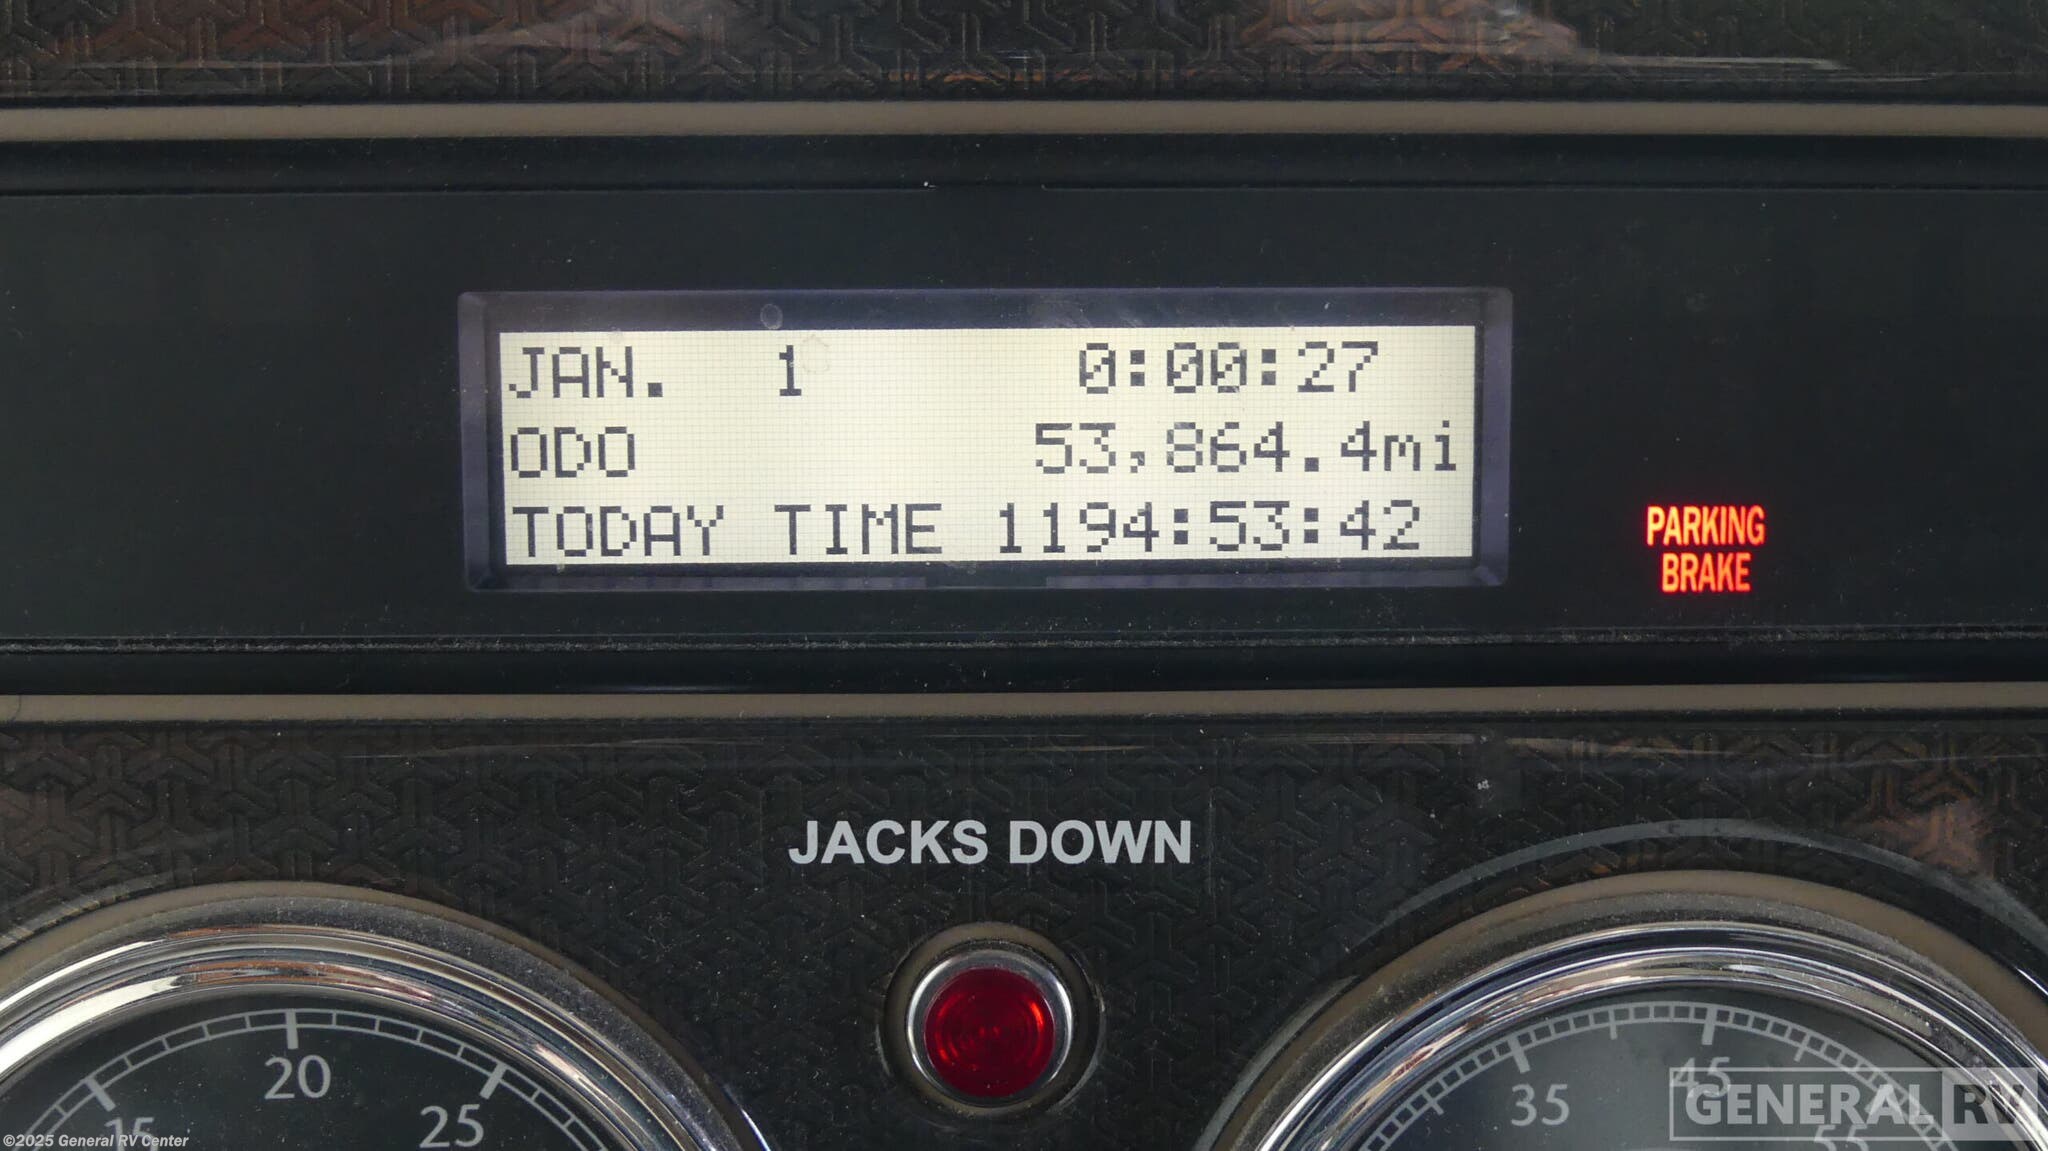 JAN. 1 0:00:27
ODO 53,864.4mi
TODAY TIME 1194:53:42
PARKING
BRAKE
JACKS DOWN
15 20 25
35 45 55
GENERAL RV
©2025 General RV Center